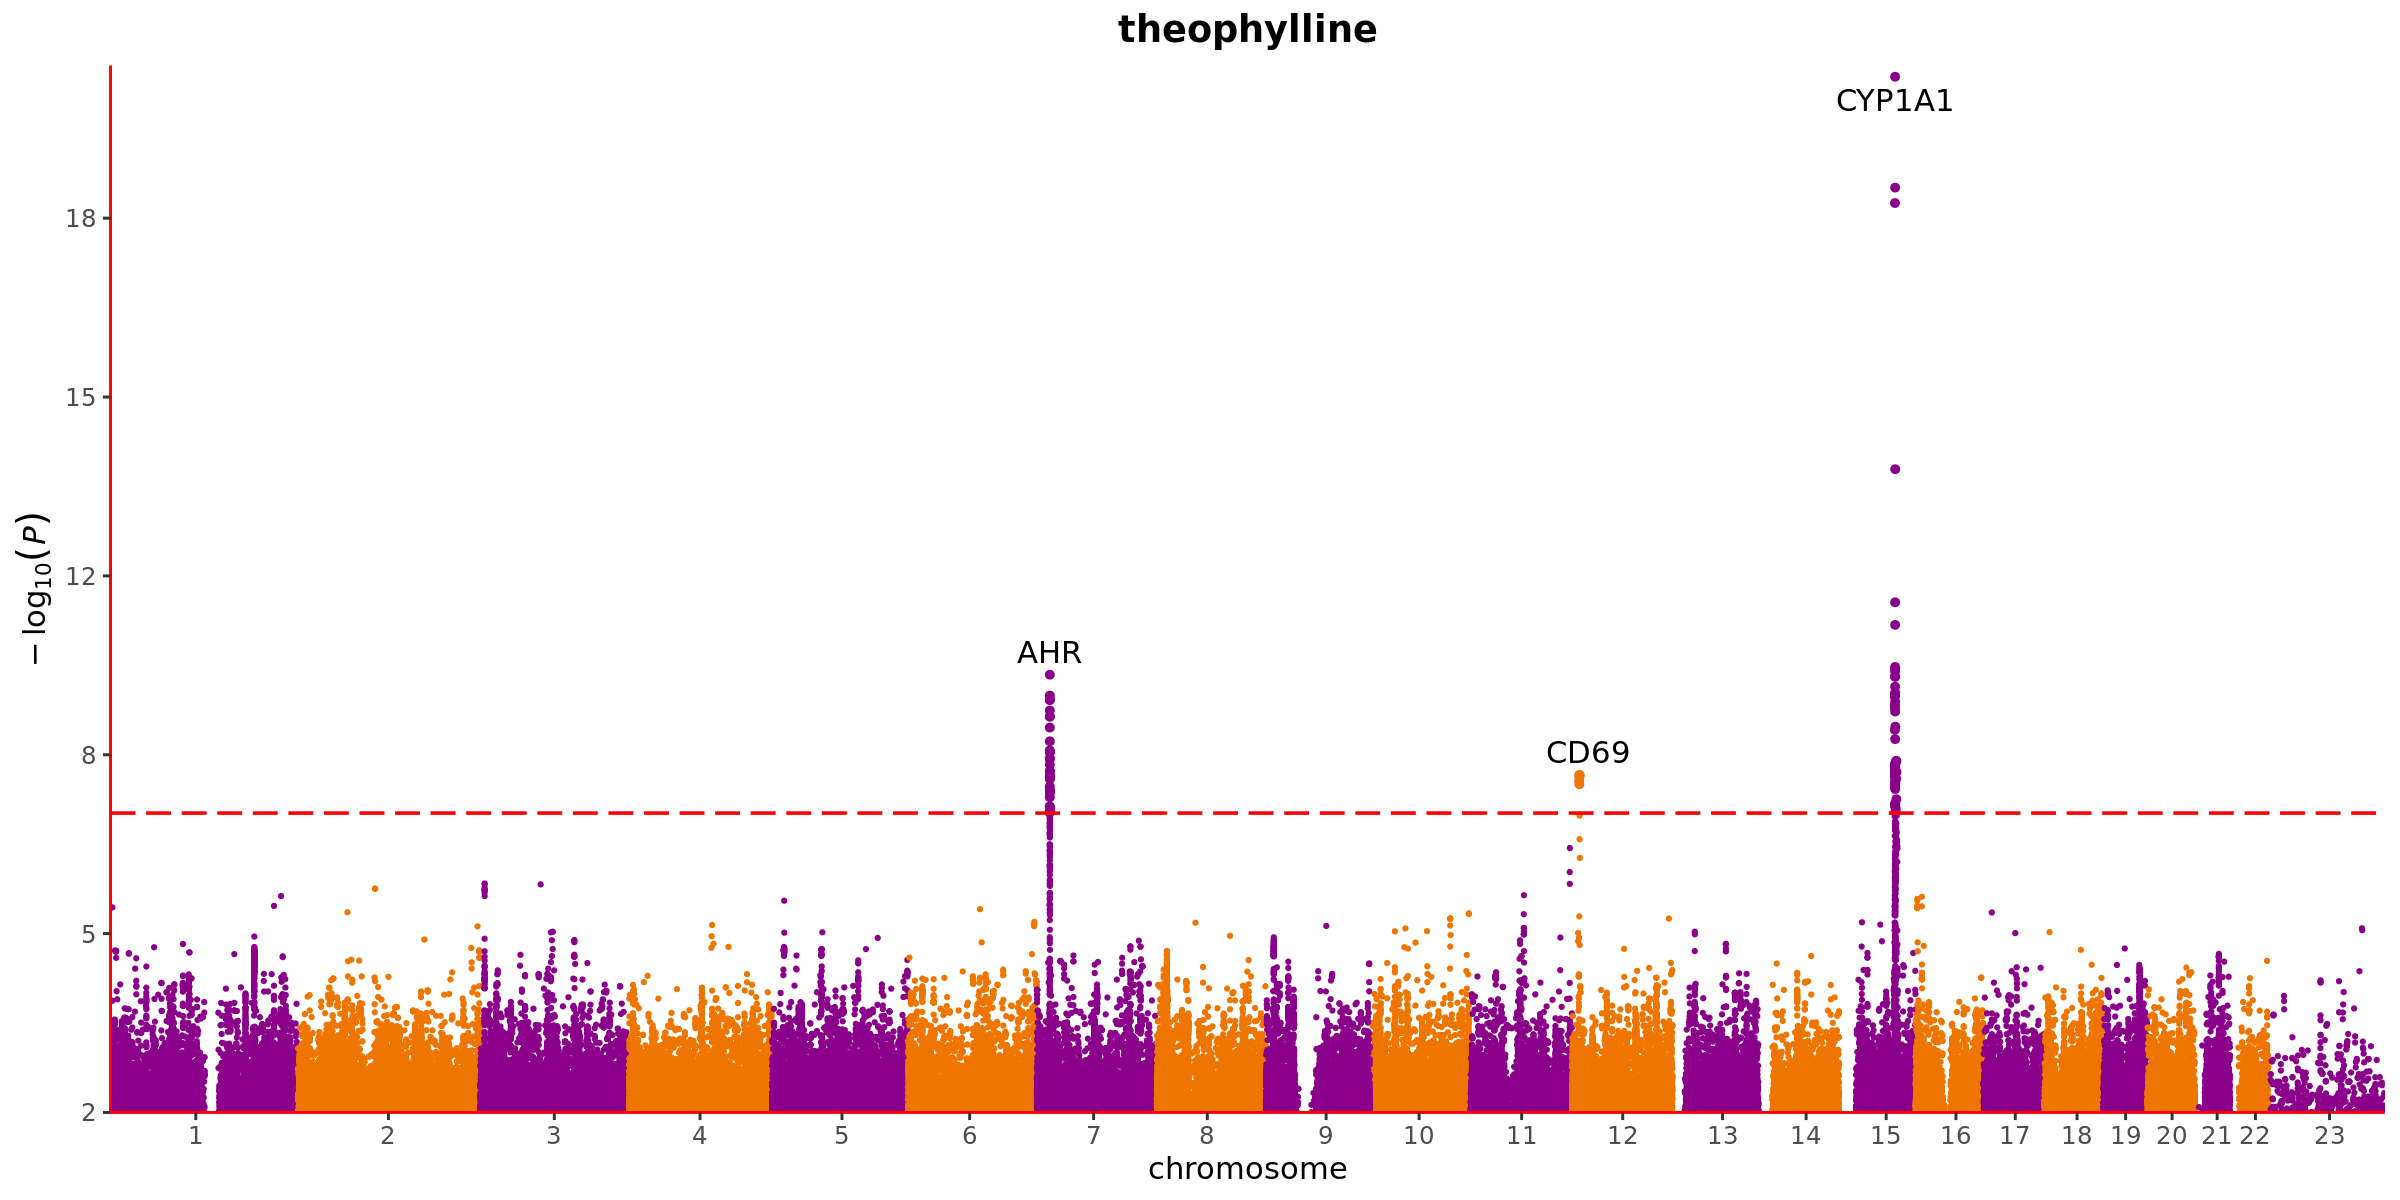 theophylline
CYP1A1
18
15
12
− log10(P)
AHR
CD69
8
5
2
1 2 3 4 5 6 7 8 9 10 11 12 13 14 15 16 17 18 19 20 21 22 23
chromosome